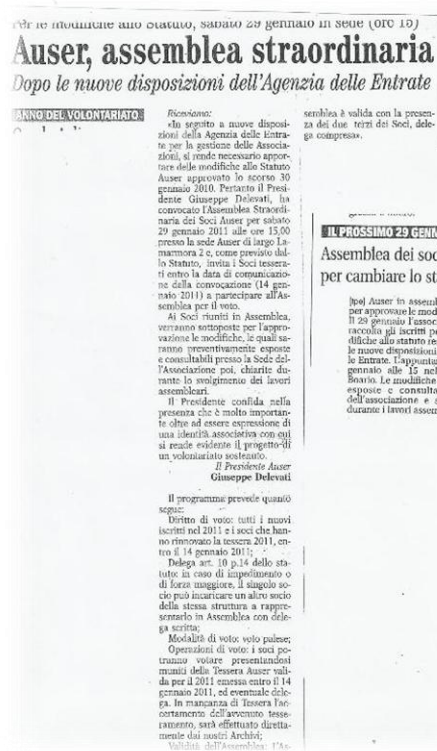 Per le modifiche allo Statuto, sabato 29 gennaio in sede (ore 15)
Auser, assemblea straordinaria
Dopo le nuove disposizioni dell'Agenzia delle Entrate
ANNO DEL VOLONTARIATO
Riceviamo:
«In seguito a nuove disposi-
zioni della Agenzia delle Entra-
te per la gestione delle Associa-
zioni, si rende necessario appor-
tare delle modifiche allo Statuto
Auser approvato lo scorso 30
gennaio 2010. Pertanto il Presi-
dente Giuseppe Delevati, ha
convocato l'Assemblea Straordi-
naria dei Soci Auser per sabato
29 gennaio 2011 alle ore 15,00
presso la sede Auser di largo La-
marmora 2 e, come previsto dal-
lo Statuto, invita i Soci tessera-
ti entro la data di comunicazio-
ne della convocazione (14 gen-
naio 2011) a partecipare all'As-
semblea per il voto.
Ai Soci riuniti in Assemblea,
verranno sottoposte per l'appro-
vazione le modifiche, le quali sa-
ranno preventivamente esposte
e consultabili presso la Sede del-
l'Associazione poi, chiarite du-
rante lo svolgimento dei lavori
assembleari.
Il Presidente confida nella
presenza che è molto importan-
te oltre ad essere espressione di
una identità associativa con cui
si rende evidente il progetto di
un volontariato sostenuto.
Il Presidente Auser
Giuseppe Delevati
Il programma prevede quanto
segue:
Diritto di voto: tutti i nuovi
iscritti nel 2011 e i soci che han-
no rinnovato la tessera 2011, en-
tro il 14 gennaio 2011;
Delega art. 10 p.14 dello sta-
tuto: in caso di impedimento o
di forza maggiore, il singolo so-
cio può incaricare un altro socio
della stessa struttura a rappre-
sentarlo in Assemblea con dele-
ga scritta;
Modalità di voto: voto palese;
Operazioni di voto: i soci po-
tranno votare presentandosi
muniti della Tessera Auser vali-
da per il 2011 emessa entro il 14
gennaio 2011, ed eventuale dele-
ga. In mancanza di Tessera l'ac-
certamento dell'avvenuto tesse-
ramento, sarà effettuato diretta-
mente dai nostri Archivi;
Validità dell'Assemblea: L'As-
semblea è valida con la presen-
za dei due terzi dei Soci, dele-
ga compresa».
IL PROSSIMO 29 GENN
Assemblea dei soc
per cambiare lo st
[tpo] Auser in assembl
per approvare le mod
Il 29 gennaio l'assoc
raccolta gli iscritti pe
difiche allo statuto res
le nuove disposizioni
le Entrate. L'appuntam
gennaio alle 15 nel
Boario. Le modifiche
esposte e consulta
dell'associazione e s
durante i lavori assem